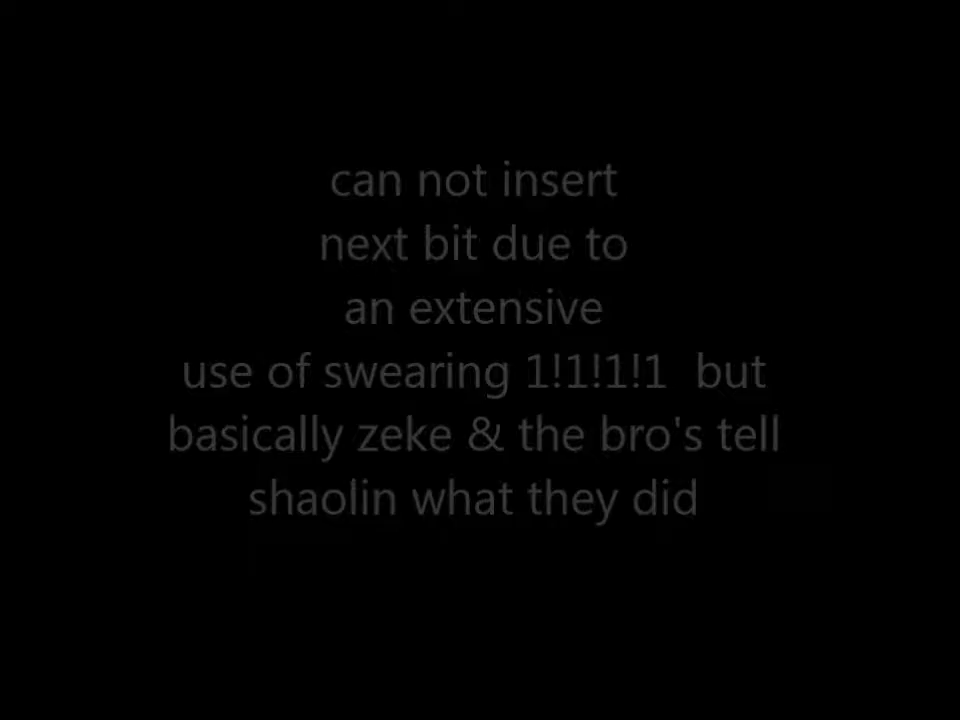 can not insert
next bit due to
an extensive
use of swearing 1!1!1!1  but
basically zeke & the bro's tell
shaolin what they did